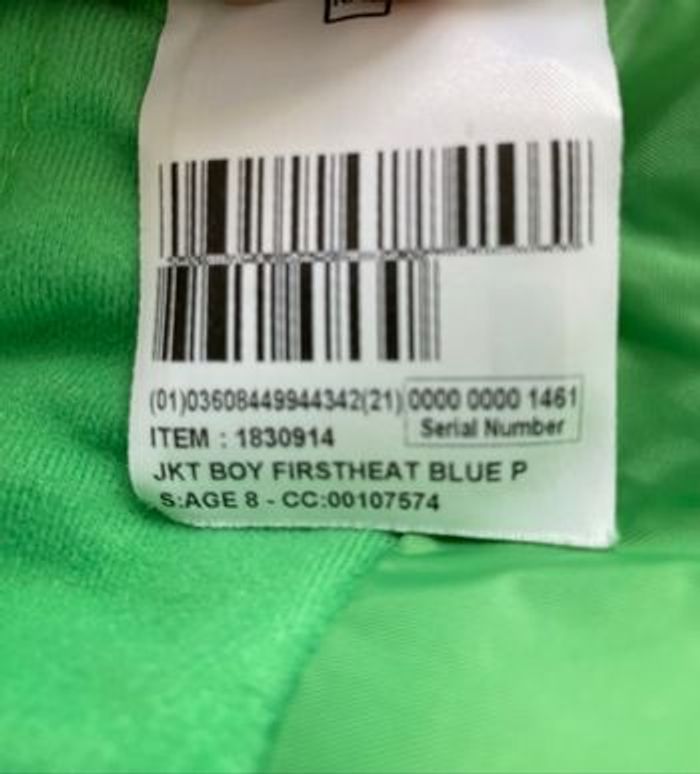 (01)03608449944342(21) 0000 0000 1461
Serial Number
ITEM : 1830914
JKT BOY FIRSTHEAT BLUE P
S:AGE 8 - CC:00107574